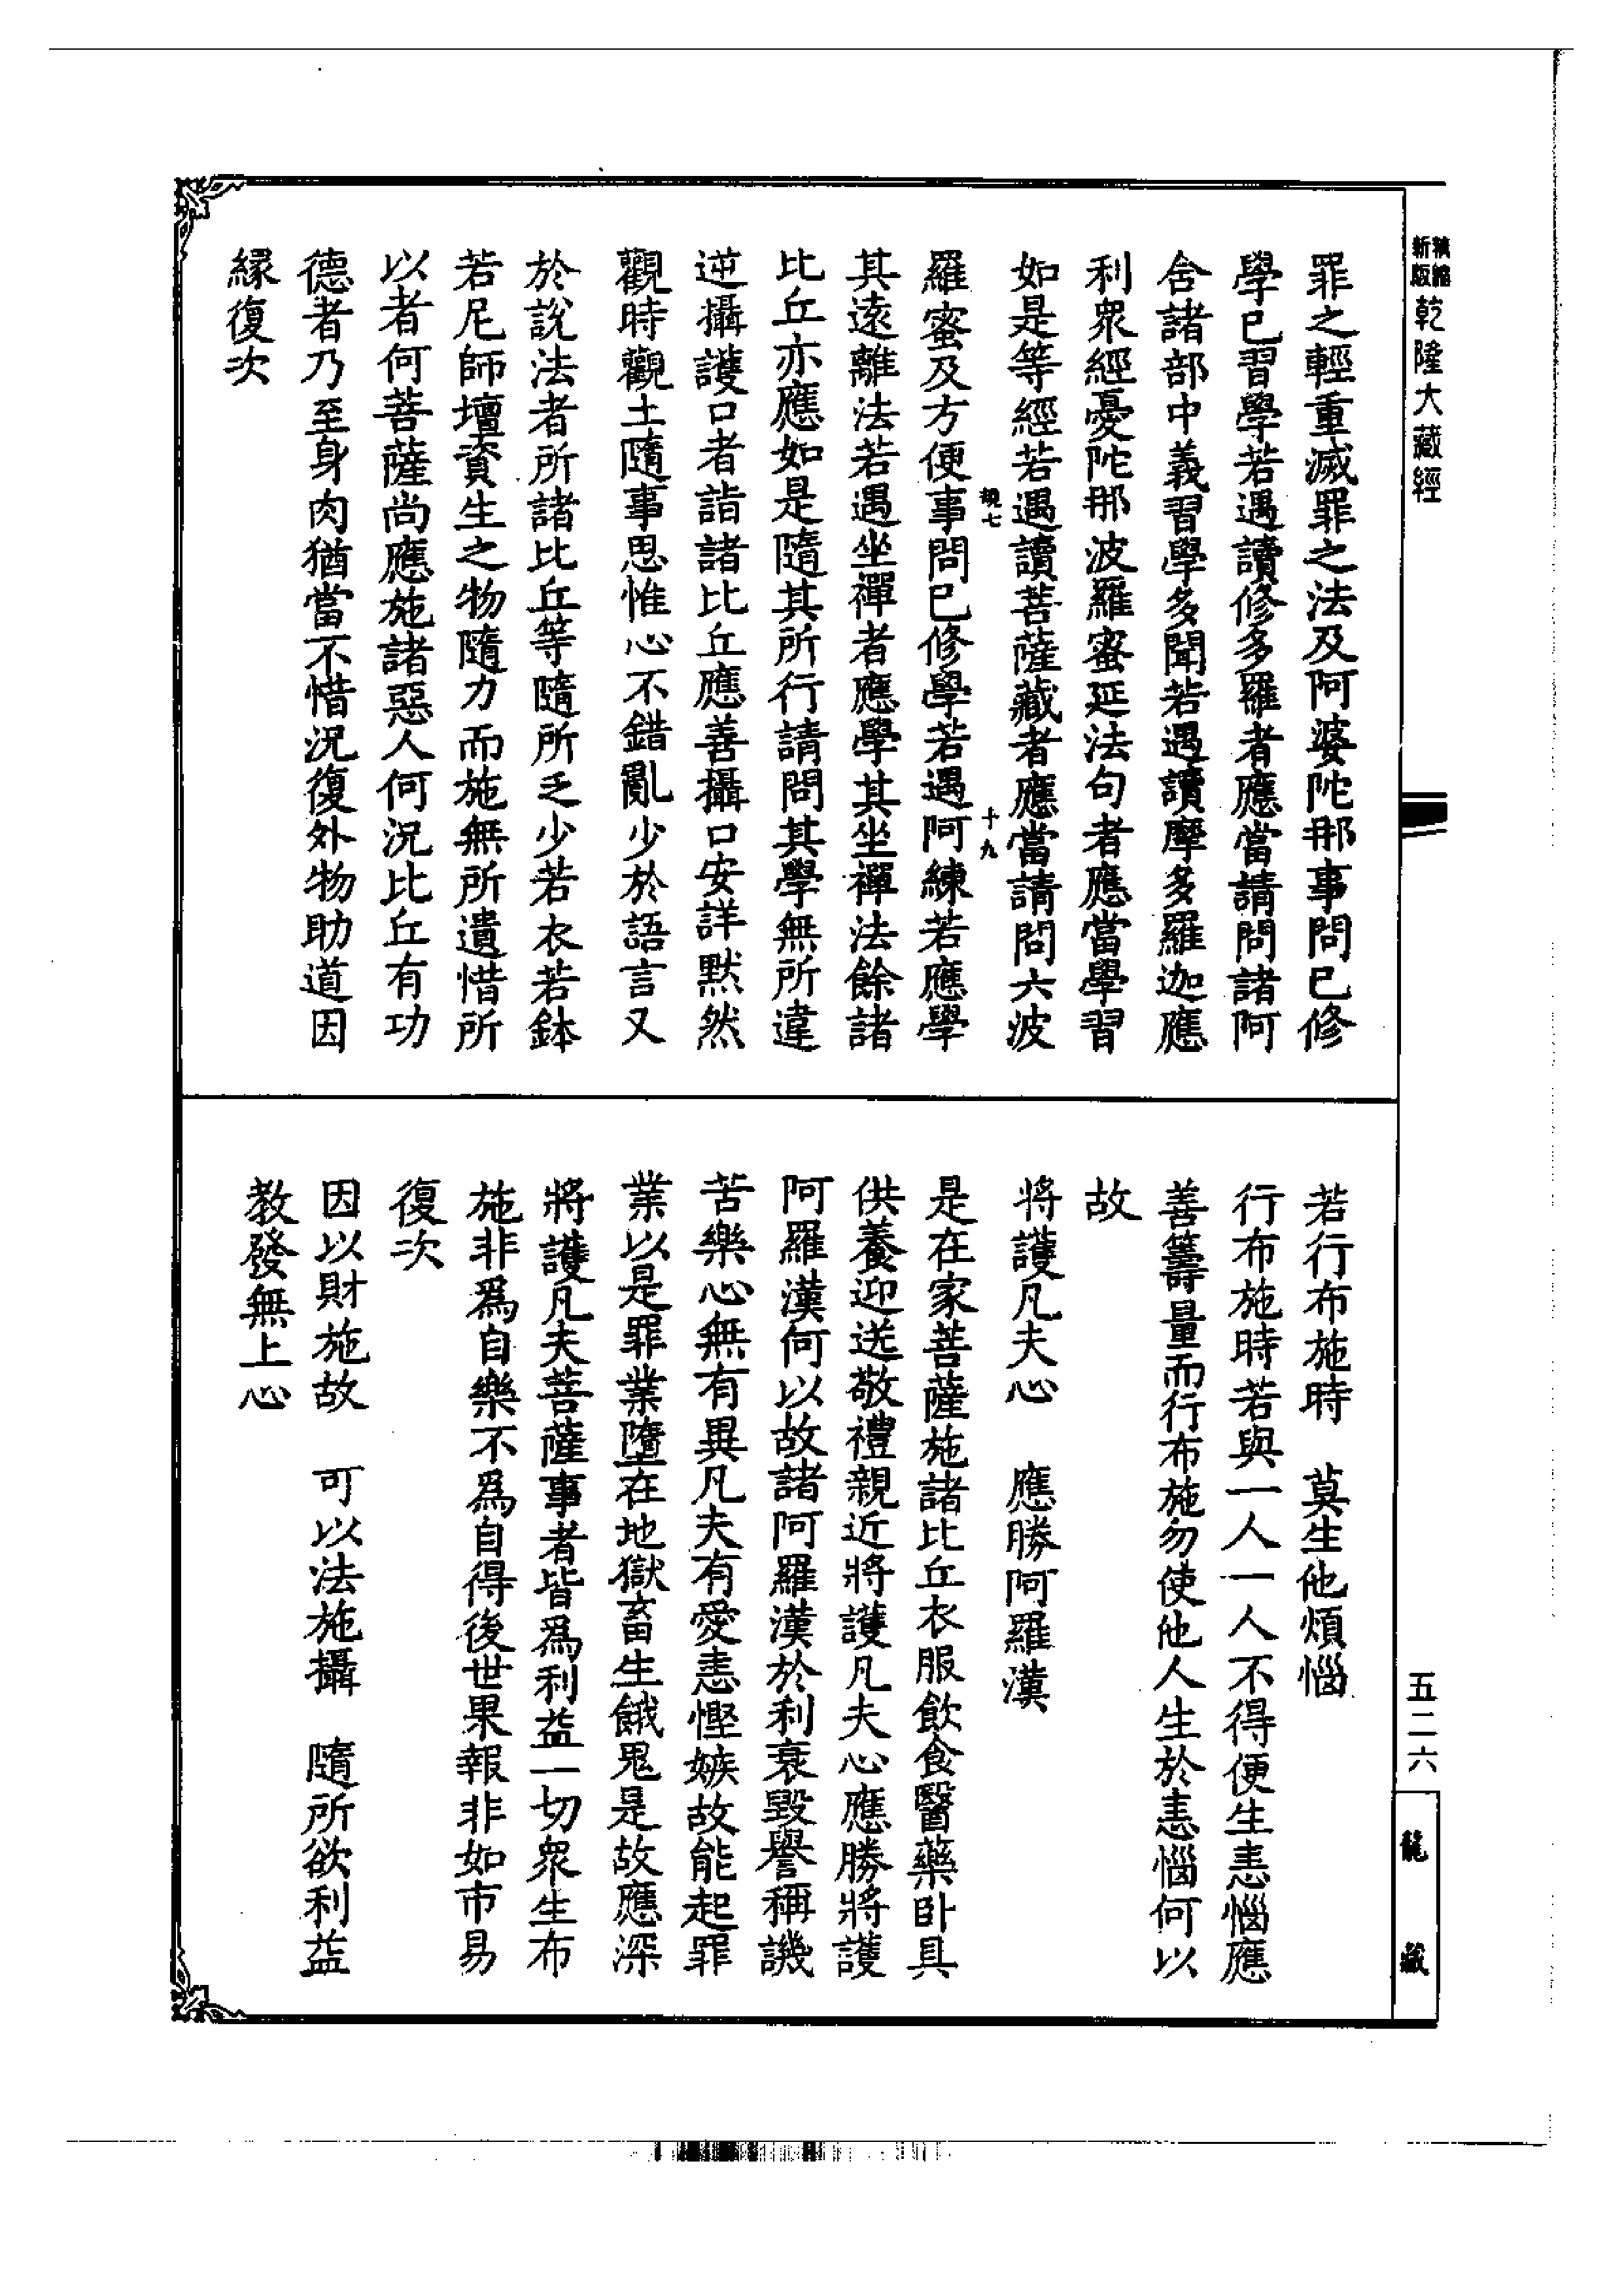 新版精縮乾隆大藏經
罪之輕重滅罪之法及阿婆陀那事問已修
學已習學若遇讀修多羅者應當請問諸阿
含諸部中義習學多聞若遇讀摩多羅迦應
利衆經憂陀那波羅蜜延法句者應當學習
如是等經若遇讀菩薩藏者應當請問六波
十九
羅蜜及方便事問已修學若遇阿練若應學
其遠離法若遇坐禪者應學其坐禪法餘諸
比丘亦應如是隨其所行請問其學無所違
逆攝護口者詣諸比丘應善攝口安詳默然
觀時觀土隨事思惟心不錯亂少於語言又
於說法者所諸比丘等隨所乏少若衣若鉢
若尼師壇資生之物隨力而施無所遺惜所
以者何菩薩尚應施諸惡人何況比丘有功
德者乃至身肉猶當不惜況復外物助道因
緣復次
若行布施時　莫生他煩惱
行布施時若與一人一人不得便生恚惱應
善籌量而行布施勿使他人生於恚惱何以
故
將護凡夫心　應勝阿羅漢
是在家菩薩施諸比丘衣服飲食醫藥卧具
供養迎送敬禮親近將護凡夫心應勝將護
阿羅漢何以故諸阿羅漢於利衰毀譽稱譏
苦樂心無有異凡夫有愛恚慳嫉故能起罪
業以是罪業墮在地獄畜生餓鬼是故應深
將護凡夫菩薩事者皆爲利益一切衆生布
施非爲自樂不爲自得後世果報非如市易
復次
因以財施故　可以法施攝　隨所欲利益
教發無上心
五二六
龍藏